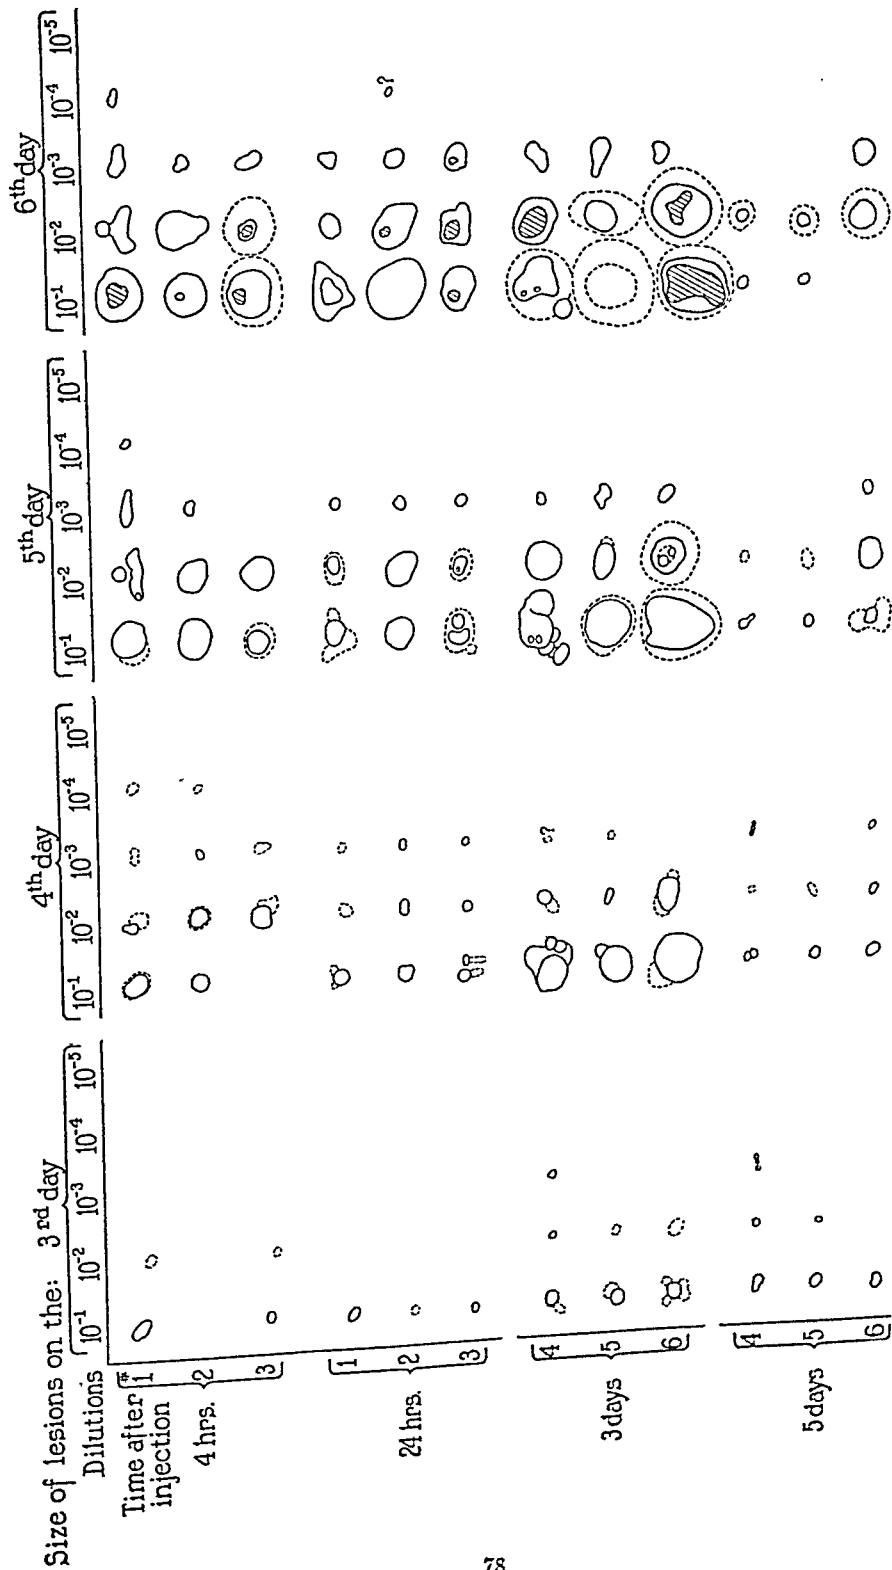 Size of lesions on the: 3rd day 4th day 5th day 6th day
Dilutions 10-1 10-2 10-3 10-4 10-5 10-1 10-2 10-3 10-4 10-5 10-1 10-2 10-3 10-4 10-5 10-1 10-2 10-3 10-4 10-5
Time after injection
#
4 hrs. 1 2 3
24 hrs. 1 2 3
3 days 4 5 6
5 days 4 5 6
?
?
78